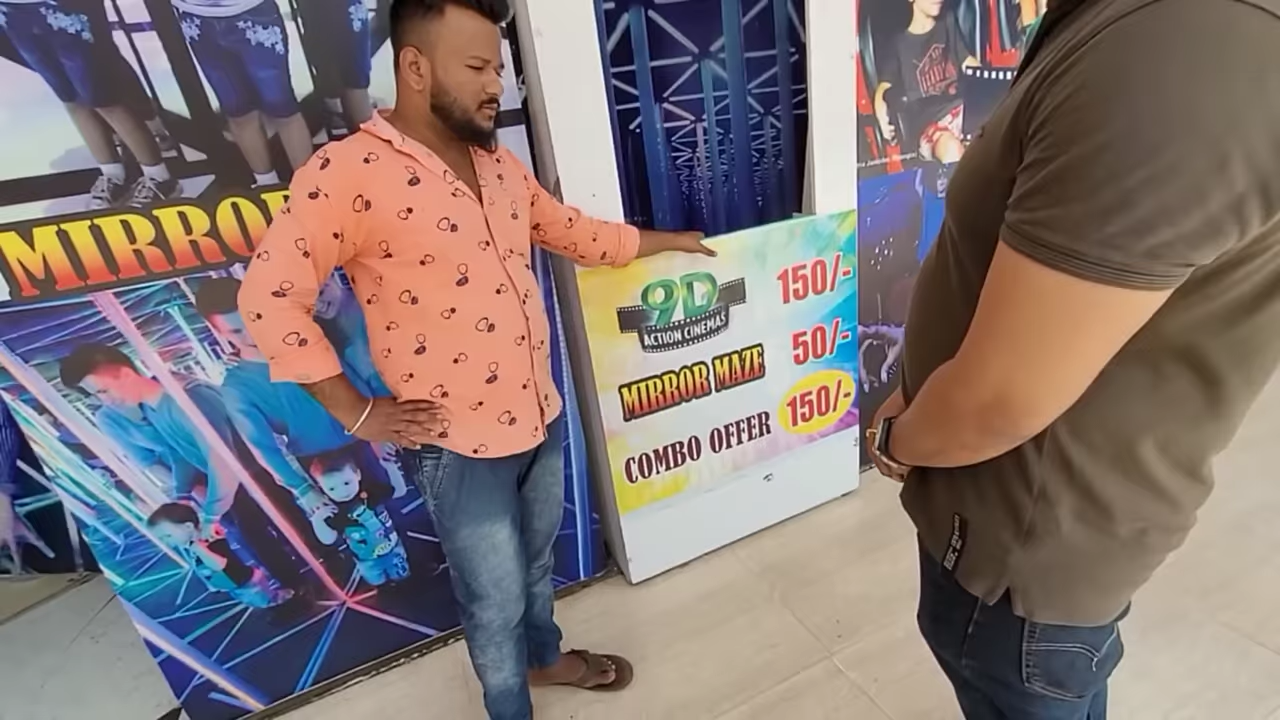 MIRROR
9D
ACTION CINEMAS
150/-
MIRROR MAZE
50/-
COMBO OFFER
150/-